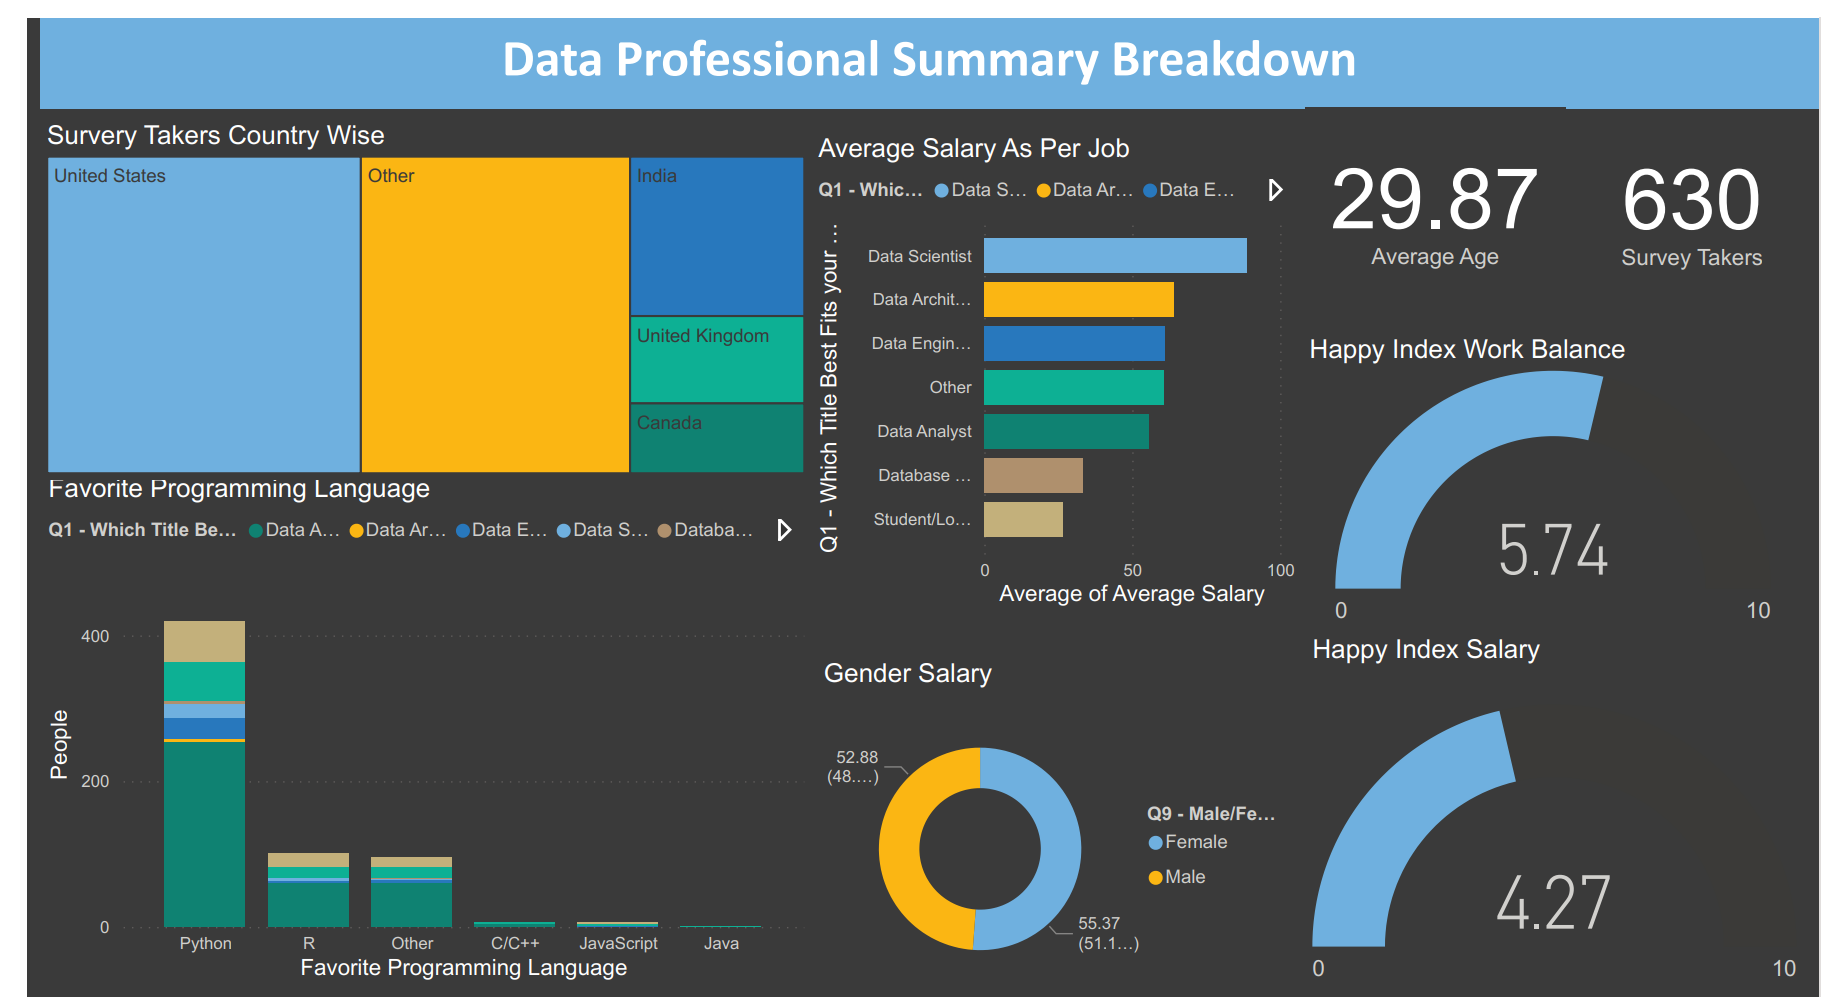 Data Professional Summary Breakdown
Survery Takers Country Wise
United States
Other
India
United Kingdom
Canada
Favorite Programming Language
Q1 - Which Title Be...
Data A...
Data Ar...
Data E...
Data S...
Databa...
People
400
200
0
Python
R
Other
C/C++
JavaScript
Java
Favorite Programming Language
Average Salary As Per Job
Q1 - Whic...
Data S...
Data Ar...
Data E...
Q1 - Which Title Best Fits your ...
Data Scientist
Data Archit...
Data Engin...
Other
Data Analyst
Database ...
Student/Lo...
0
50
100
Average of Average Salary
Gender Salary
52.88
(48....)
55.37
(51.1...)
Q9 - Male/Fe...
Female
Male
29.87
Average Age
630
Survey Takers
Happy Index Work Balance
5.74
0
10
Happy Index Salary
4.27
0
10